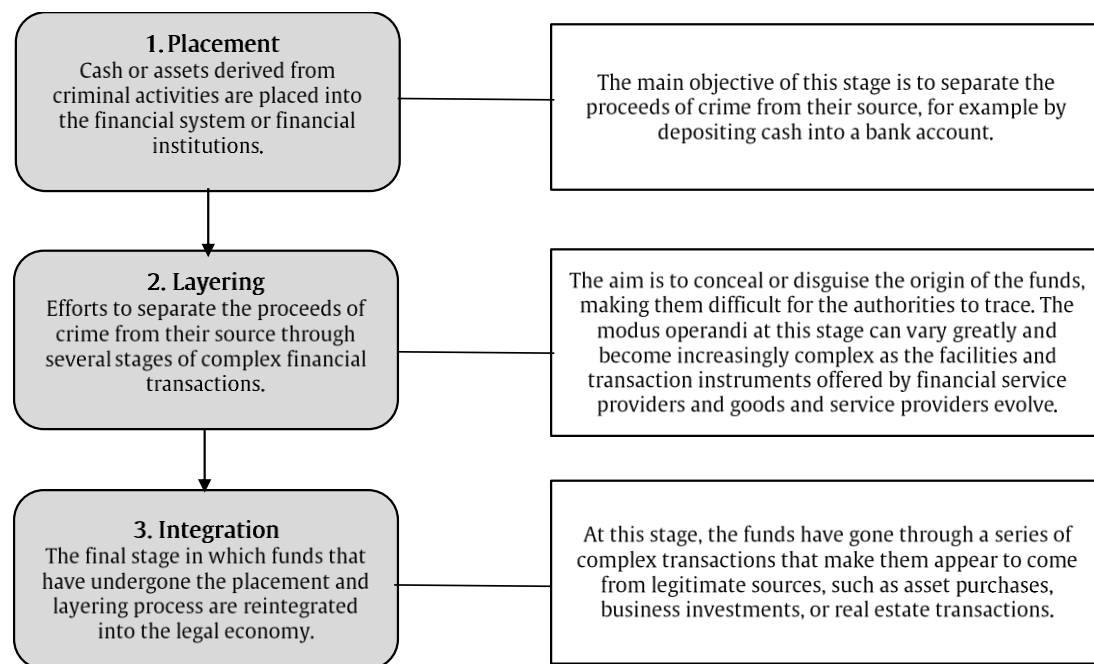 1. Placement
Cash or assets derived from
criminal activities are placed into
the financial system or financial
institutions.
The main objective of this stage is to separate the
proceeds of crime from their source, for example by
depositing cash into a bank account.
2. Layering
Efforts to separate the proceeds of
crime from their source through
several stages of complex financial
transactions.
The aim is to conceal or disguise the origin of the funds,
making them difficult for the authorities to trace. The
modus operandi at this stage can vary greatly and
become increasingly complex as the facilities and
transaction instruments offered by financial service
providers and goods and service providers evolve.
3. Integration
The final stage in which funds that
have undergone the placement and
layering process are reintegrated
into the legal economy.
At this stage, the funds have gone through a series of
complex transactions that make them appear to come
from legitimate sources, such as asset purchases,
business investments, or real estate transactions.